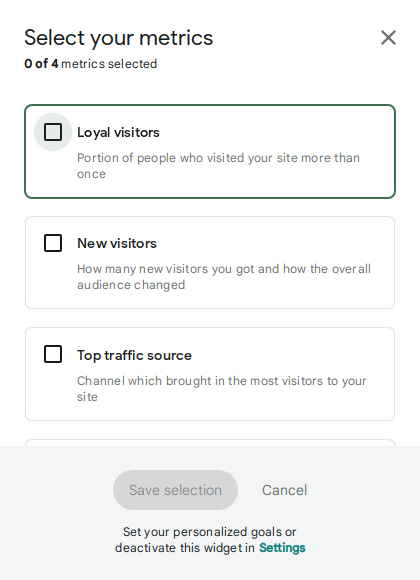 Select your metrics
0 of 4 metrics selected
Loyal visitors
Portion of people who visited your site more than
once
New visitors
How many new visitors you got and how the overall
audience changed
Top traffic source
Channel which brought in the most visitors to your
site
Save selection
Cancel
Set your personalized goals or
deactivate this widget in Settings